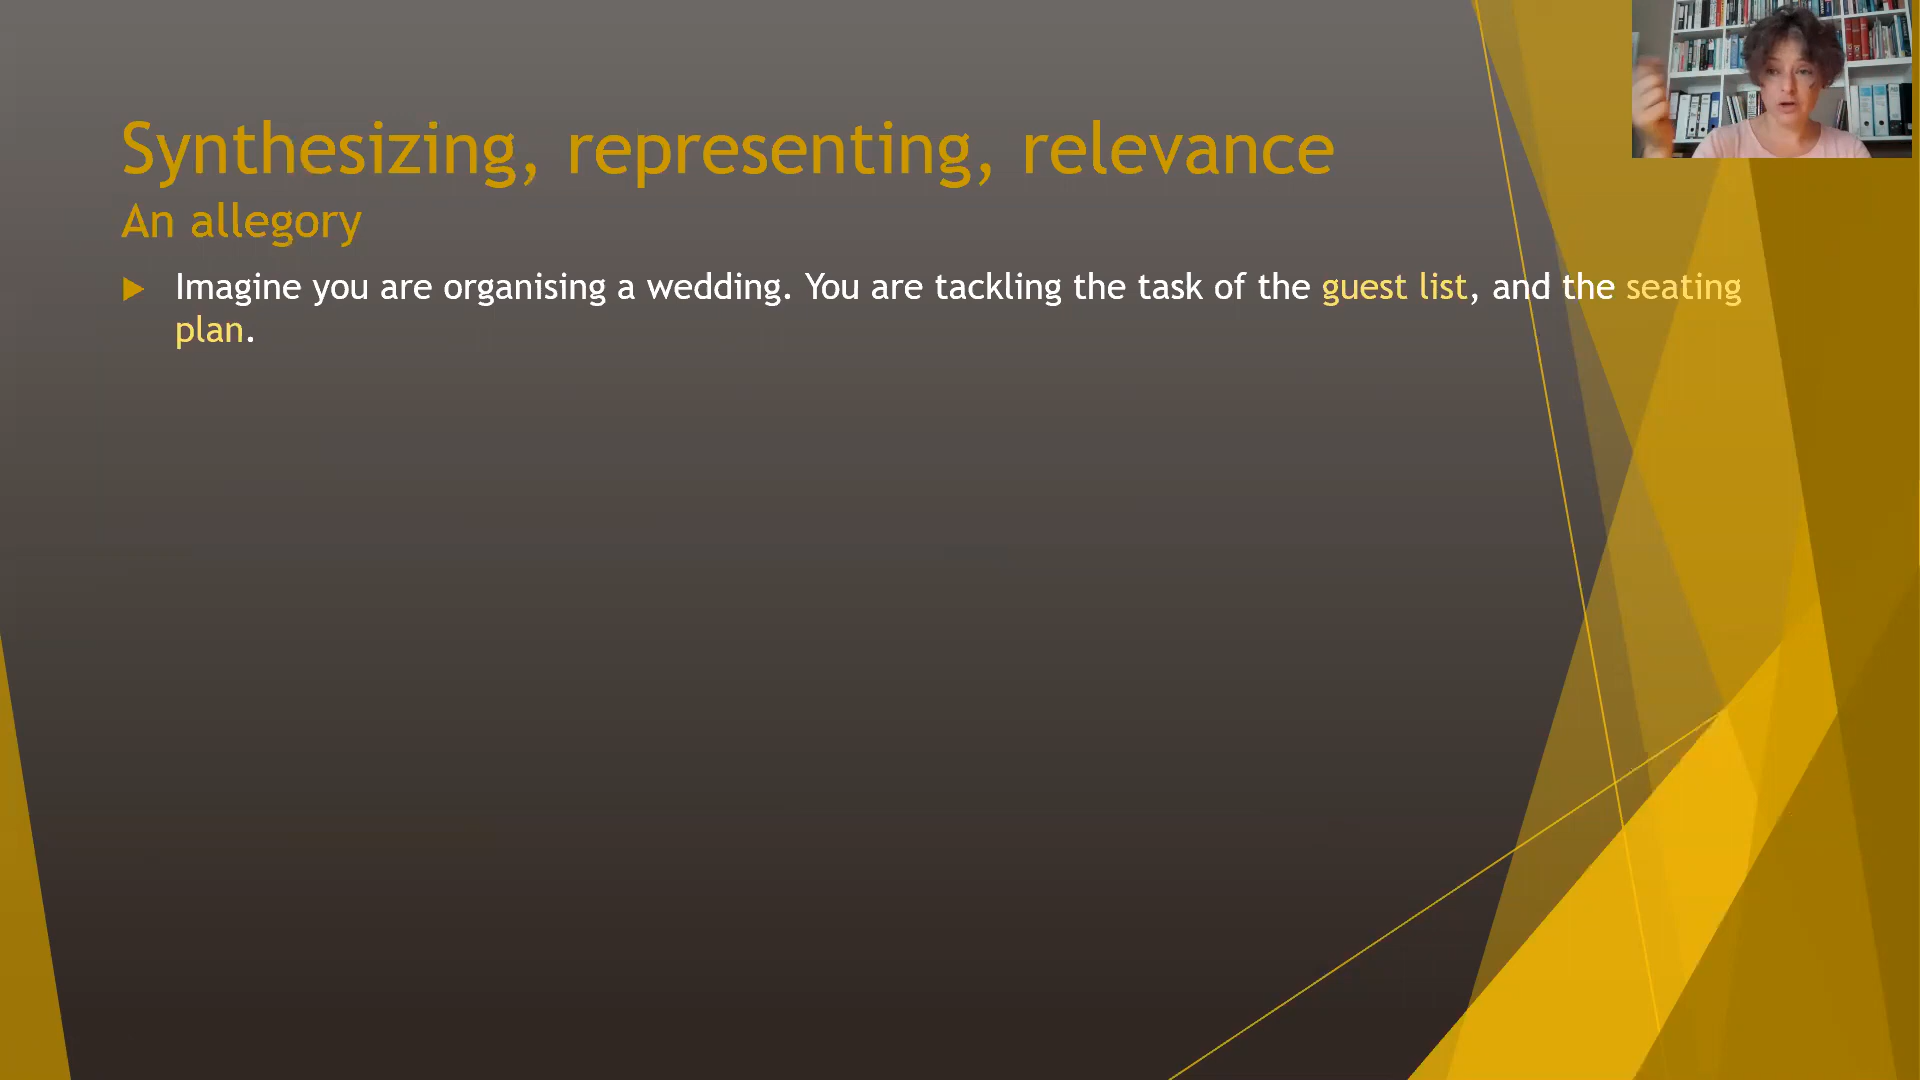 Synthesizing, representing, relevance
An allegory
Imagine you are organising a wedding. You are tackling the task of the guest list, and the seating
plan.